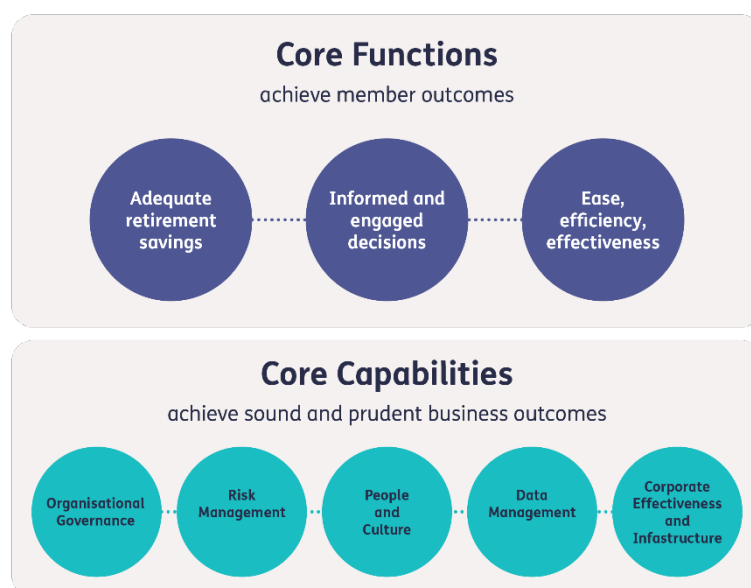 Core Functions
achieve member outcomes
Adequate
retirement
savings
Informed and
engaged
decisions
Ease,
efficiency,
effectiveness
Core Capabilities
achieve sound and prudent business outcomes
Organisational
Governance
Risk
Management
People
and
Culture
Data
Management
Corporate
Effectiveness
and
Infastructure